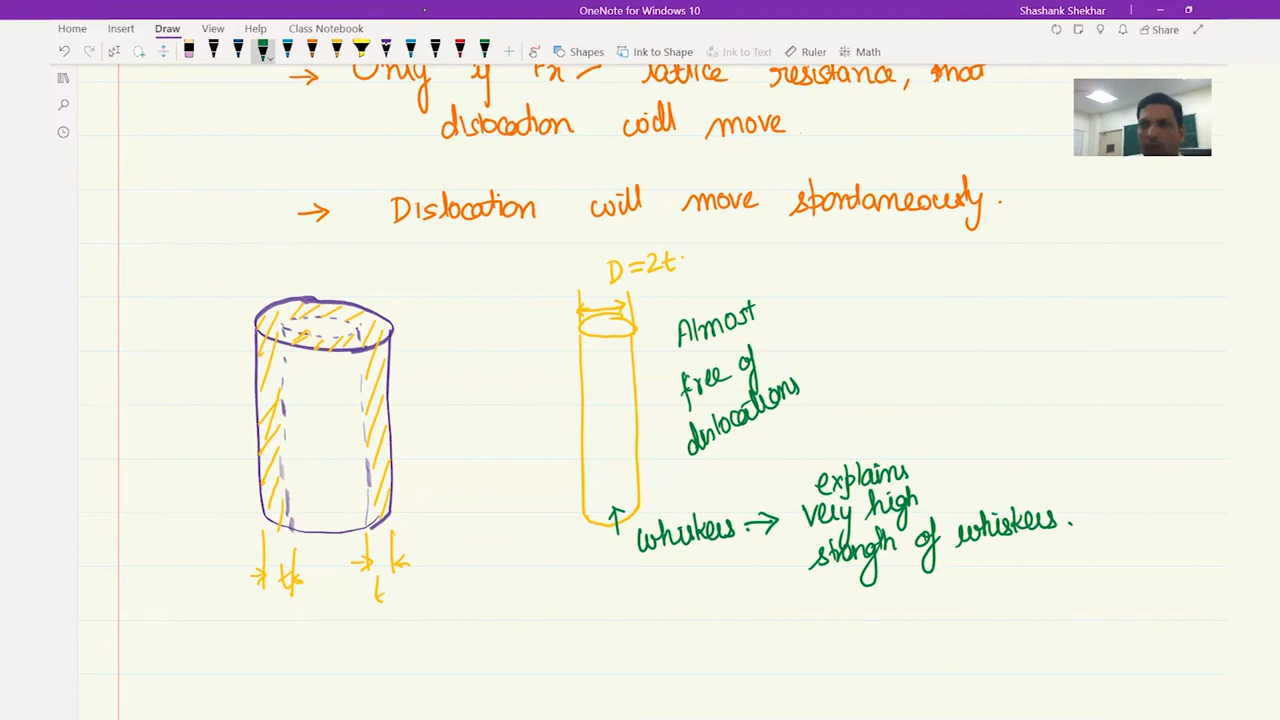 OneNote for Windows 10
Shashank Shekhar
Home Insert Draw View Help Class Notebook
Share
Shapes Ink to Shape Ink to Text Ruler Math
→ Only if Fx lattice resistance,
dislocation will move.
→ Dislocation will move spontaneously.
D=2t.
Almost
free of
dislocations
whiskers →
explains
very high
strength of whiskers.
t
t